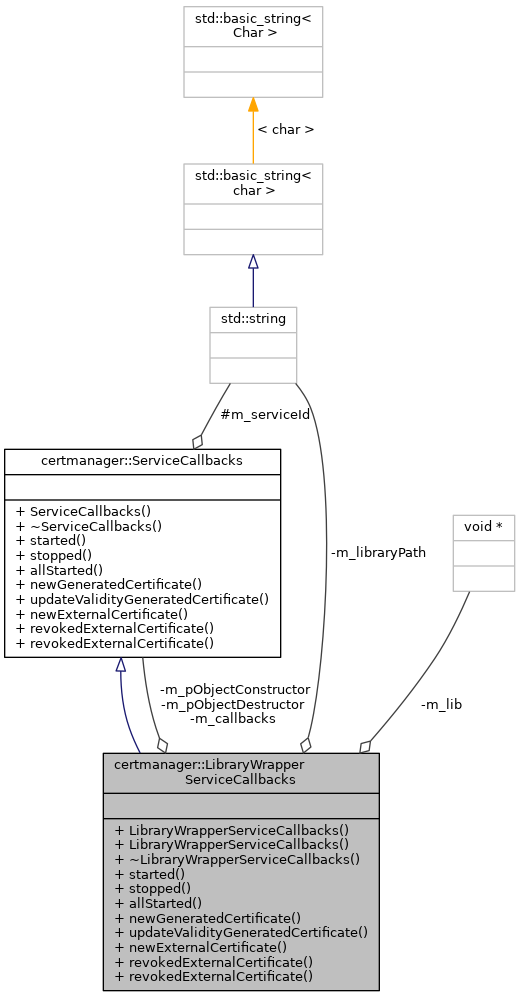 std::basic_string<
Char >
< char >
std::basic_string<
char >
std::string
#m_serviceId
certmanager::ServiceCallbacks
+ ServiceCallbacks()
+ ~ServiceCallbacks()
+ started()
+ stopped()
+ allStarted()
+ newGeneratedCertificate()
+ updateValidityGeneratedCertificate()
+ newExternalCertificate()
+ revokedExternalCertificate()
+ revokedExternalCertificate()
void *
-m_libraryPath
-m_pObjectConstructor
-m_pObjectDestructor
-m_callbacks
-m_lib
certmanager::LibraryWrapper
ServiceCallbacks
+ LibraryWrapperServiceCallbacks()
+ LibraryWrapperServiceCallbacks()
+ ~LibraryWrapperServiceCallbacks()
+ started()
+ stopped()
+ allStarted()
+ newGeneratedCertificate()
+ updateValidityGeneratedCertificate()
+ newExternalCertificate()
+ revokedExternalCertificate()
+ revokedExternalCertificate()